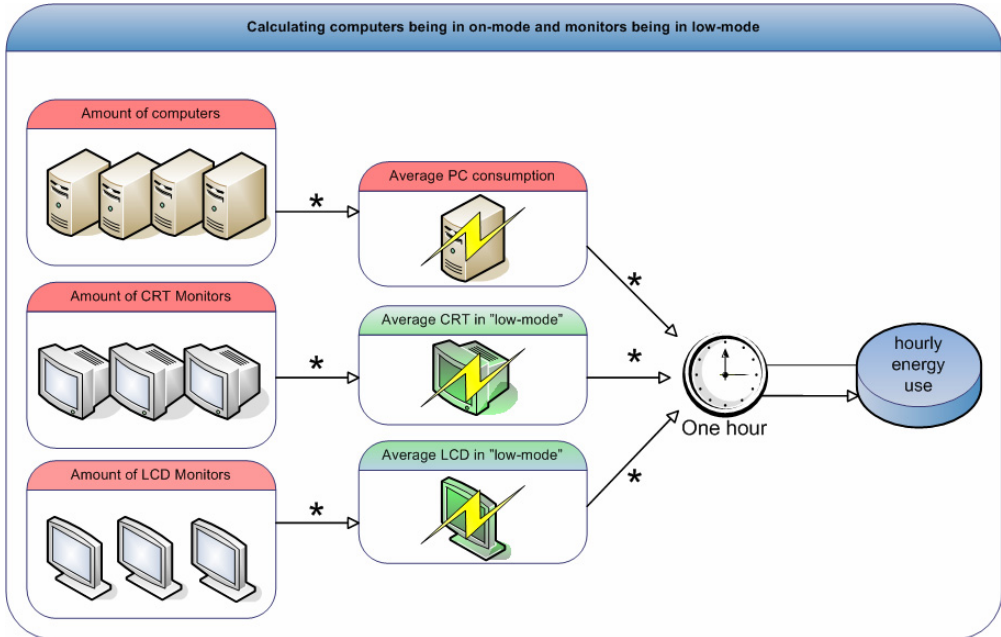 Calculating computers being in on-mode and monitors being in low-mode
Amount of computers
*
Average PC consumption
*
Amount of CRT Monitors
*
Average CRT in "low-mode"
*
One hour
hourly
energy
use
Amount of LCD Monitors
*
Average LCD in "low-mode"
*